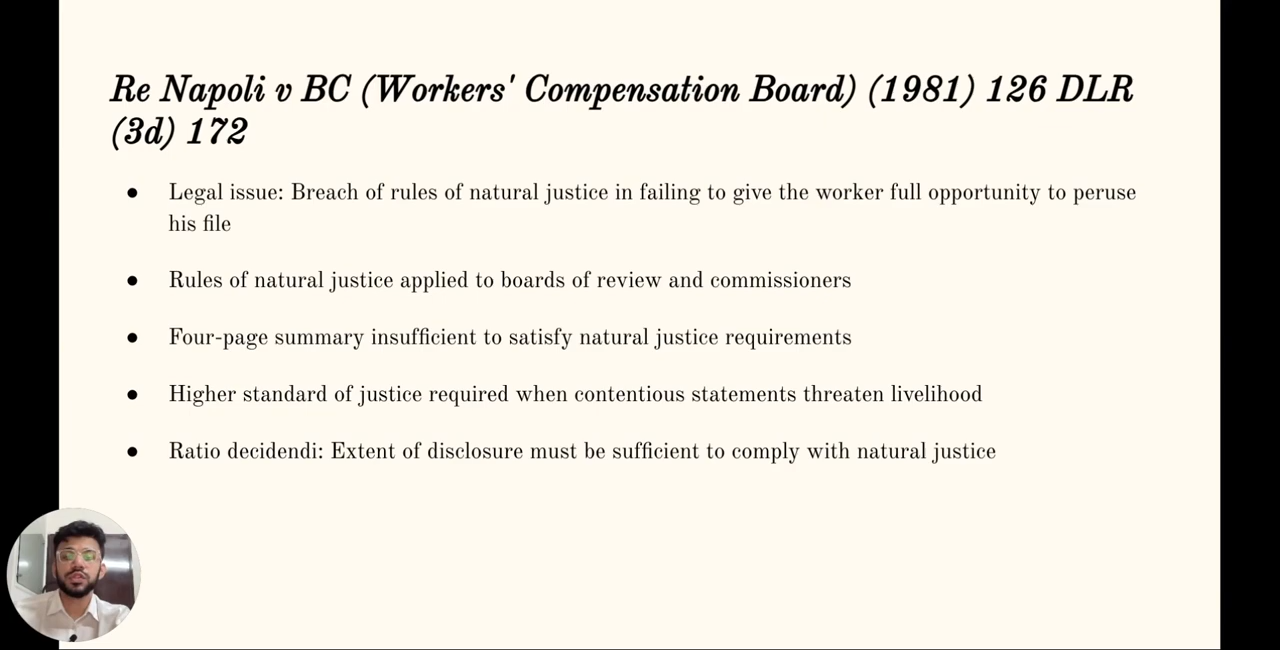 Re Napoli v BC (Workers' Compensation Board) (1981) 126 DLR
(3d) 172
● Legal issue: Breach of rules of natural justice in failing to give the worker full opportunity to peruse
his file
● Rules of natural justice applied to boards of review and commissioners
● Four-page summary insufficient to satisfy natural justice requirements
● Higher standard of justice required when contentious statements threaten livelihood
● Ratio decidendi: Extent of disclosure must be sufficient to comply with natural justice